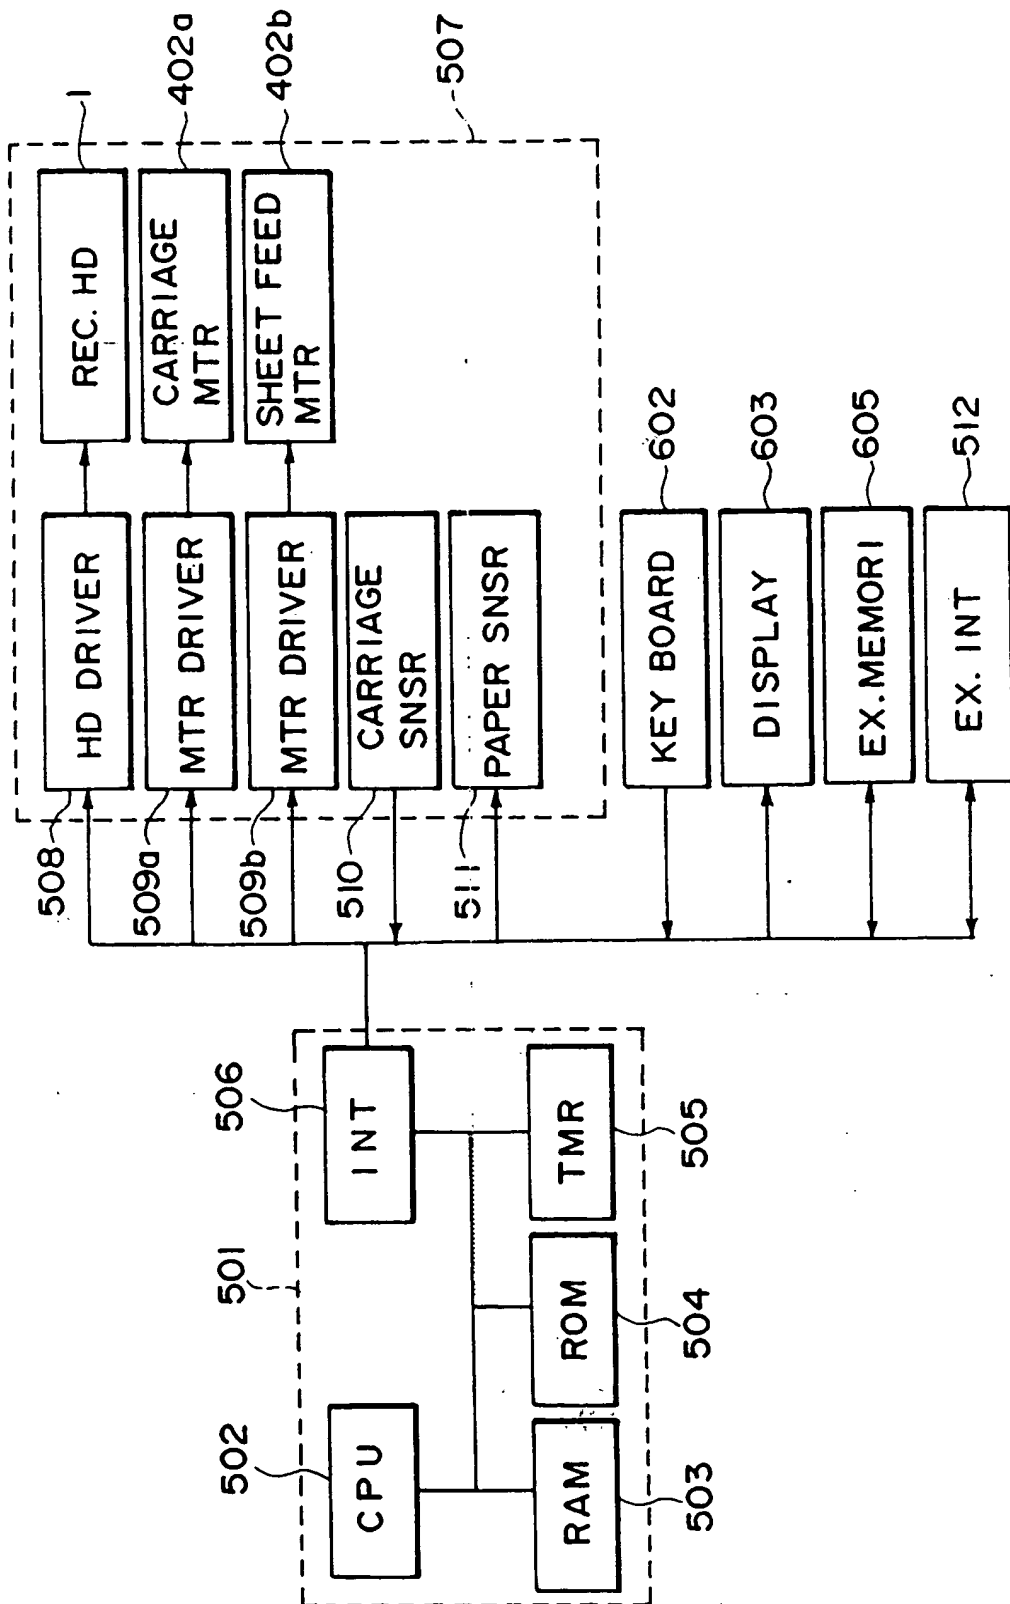 501
502
CPU
506
INT
RAM
503
ROM
504
TMR
505
508
HD DRIVER
REC. HD
1
509a
MTR DRIVER
CARRIAGE
MTR
402a
509b
MTR DRIVER
SHEET FEED
MTR
402b
510
CARRIAGE
SNSR
511
PAPER SNSR
507
KEY BOARD
602
DISPLAY
603
EX.MEMORI
605
EX. INT
512